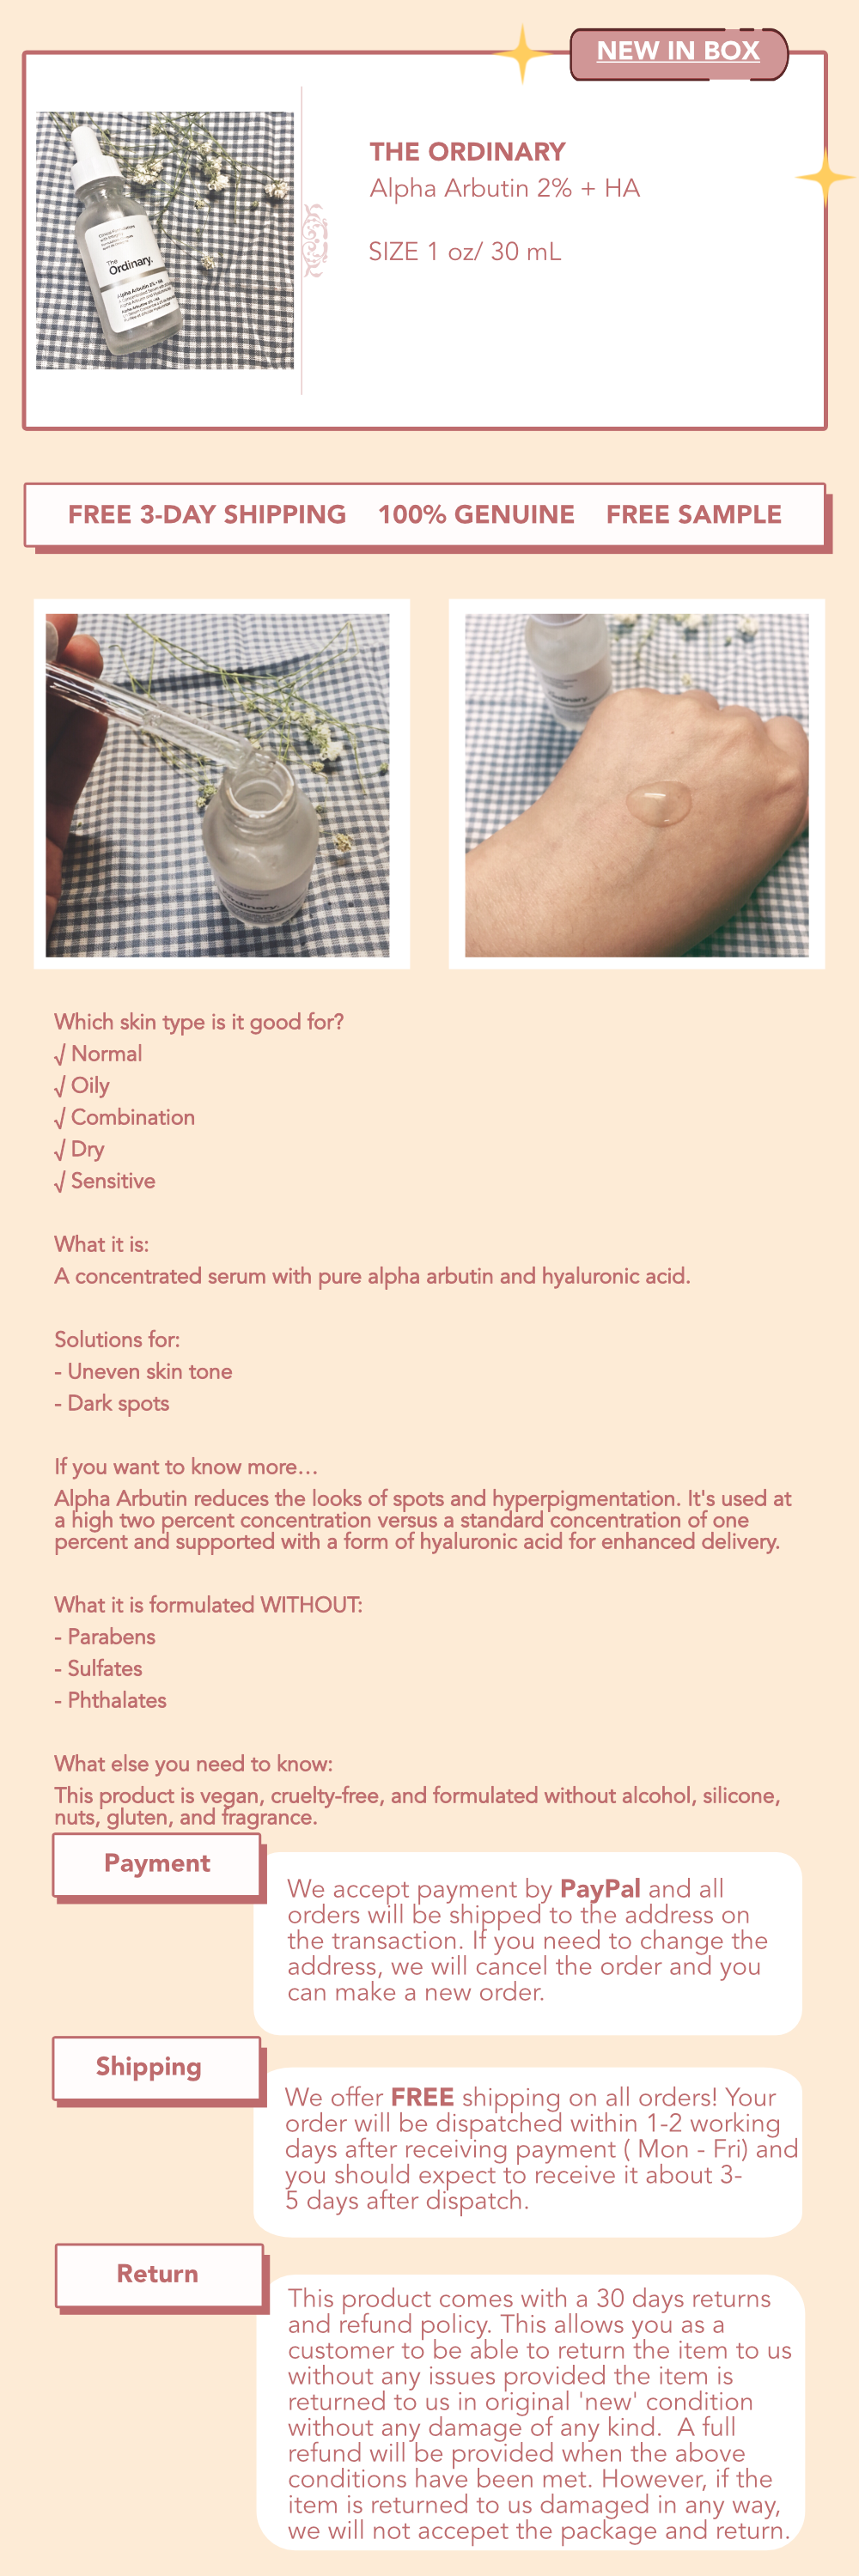 NEW IN BOX
THE ORDINARY
Alpha Arbutin 2% + HA
SIZE 1 oz/ 30 mL
The
Ordinary.
Alpha Arbutin 2% + HA
FREE 3-DAY SHIPPING 100% GENUINE FREE SAMPLE
Which skin type is it good for?
√ Normal
√ Oily
√ Combination
√ Dry
√ Sensitive
What it is:
A concentrated serum with pure alpha arbutin and hyaluronic acid.
Solutions for:
- Uneven skin tone
- Dark spots
If you want to know more…
Alpha Arbutin reduces the looks of spots and hyperpigmentation. It's used at
a high two percent concentration versus a standard concentration of one
percent and supported with a form of hyaluronic acid for enhanced delivery.
What it is formulated WITHOUT:
- Parabens
- Sulfates
- Phthalates
What else you need to know:
This product is vegan, cruelty-free, and formulated without alcohol, silicone,
nuts, gluten, and fragrance.
Payment
We accept payment by PayPal and all
orders will be shipped to the address on
the transaction. If you need to change the
address, we will cancel the order and you
can make a new order.
Shipping
We offer FREE shipping on all orders! Your
order will be dispatched within 1-2 working
days after receiving payment ( Mon - Fri) and
you should expect to receive it about 3-
5 days after dispatch.
Return
This product comes with a 30 days returns
and refund policy. This allows you as a
customer to be able to return the item to us
without any issues provided the item is
returned to us in original 'new' condition
without any damage of any kind.  A full
refund will be provided when the above
conditions have been met. However, if the
item is returned to us damaged in any way,
we will not accepet the package and return.